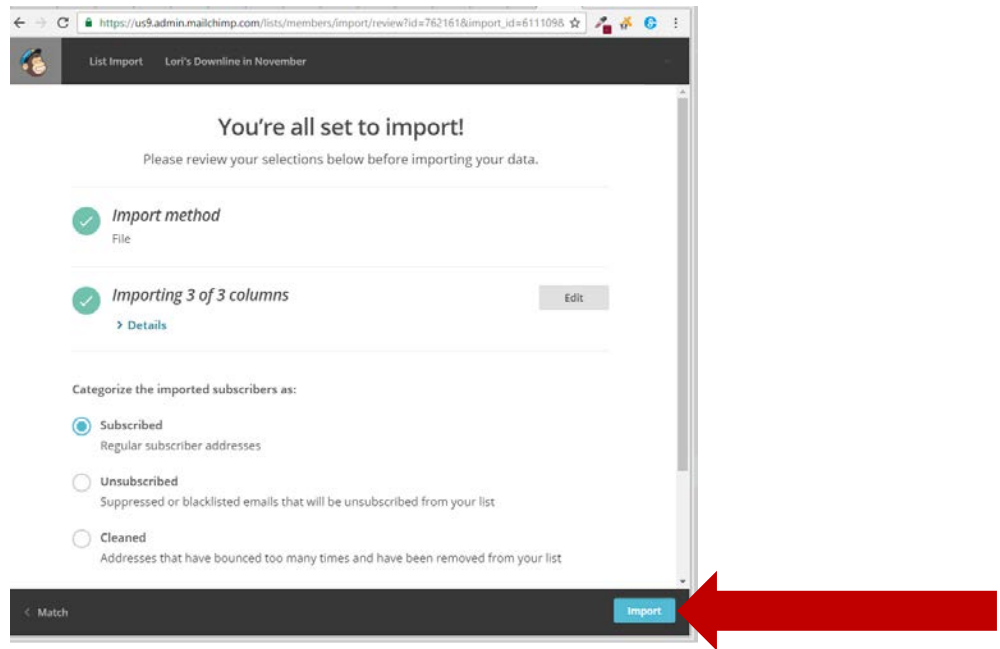 https://us9.admin.mailchimp.com/lists/members/import/review?id=762161&import_id=6111098
List Import Lori's Downline in November
You're all set to import!
Please review your selections below before importing your data.
Import method
File
Importing 3 of 3 columns
Edit
> Details
Categorize the imported subscribers as:
Subscribed
Regular subscriber addresses
Unsubscribed
Suppressed or blacklisted emails that will be unsubscribed from your list
Cleaned
Addresses that have bounced too many times and have been removed from your list
< Match
Import